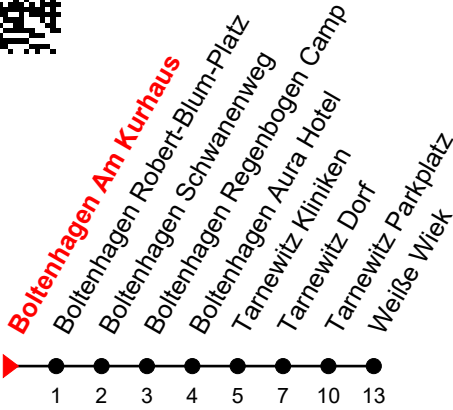 Boltenhagen Am Kurhaus
Boltenhagen Robert-Blum-Platz
Boltenhagen Schwanenweg
Boltenhagen Regenbogen Camp
Boltenhagen Aura Hotel
Tarnewitz Kliniken
Tarnewitz Dorf
Tarnewitz Parkplatz
Weiße Wiek
1 2 3 4 5 7 10 13